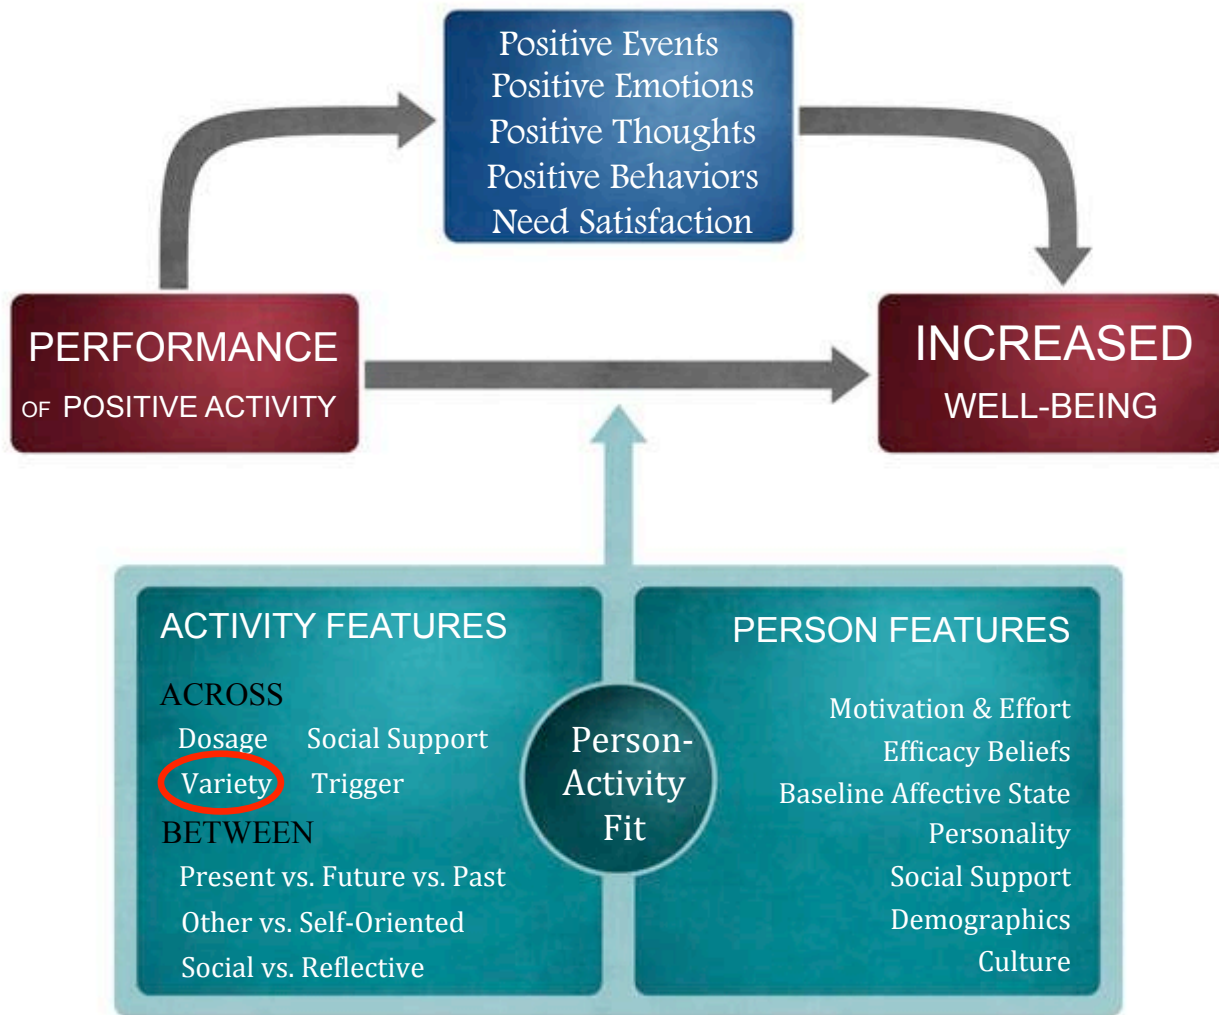 Positive Events
Positive Emotions
Positive Thoughts
Positive Behaviors
Need Satisfaction
PERFORMANCE
OF POSITIVE ACTIVITY
INCREASED
WELL-BEING
ACTIVITY FEATURES
ACROSS
Dosage Social Support
Variety Trigger
BETWEEN
Present vs. Future vs. Past
Other vs. Self-Oriented
Social vs. Reflective
Person-
Activity
Fit
PERSON FEATURES
Motivation & Effort
Efficacy Beliefs
Baseline Affective State
Personality
Social Support
Demographics
Culture